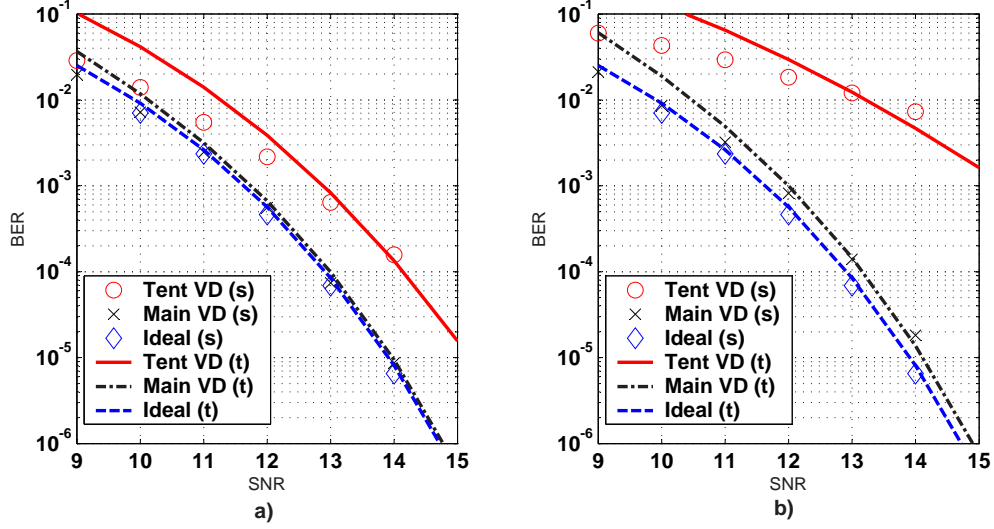 10^-1
10^-2
10^-3
10^-4
10^-5
10^-6
BER
Tent VD (s)
Main VD (s)
Ideal (s)
Tent VD (t)
Main VD (t)
Ideal (t)
9 10 11 12 13 14 15
SNR
a)
10^-1
10^-2
10^-3
10^-4
10^-5
10^-6
BER
Tent VD (s)
Main VD (s)
Ideal (s)
Tent VD (t)
Main VD (t)
Ideal (t)
9 10 11 12 13 14 15
SNR
b)